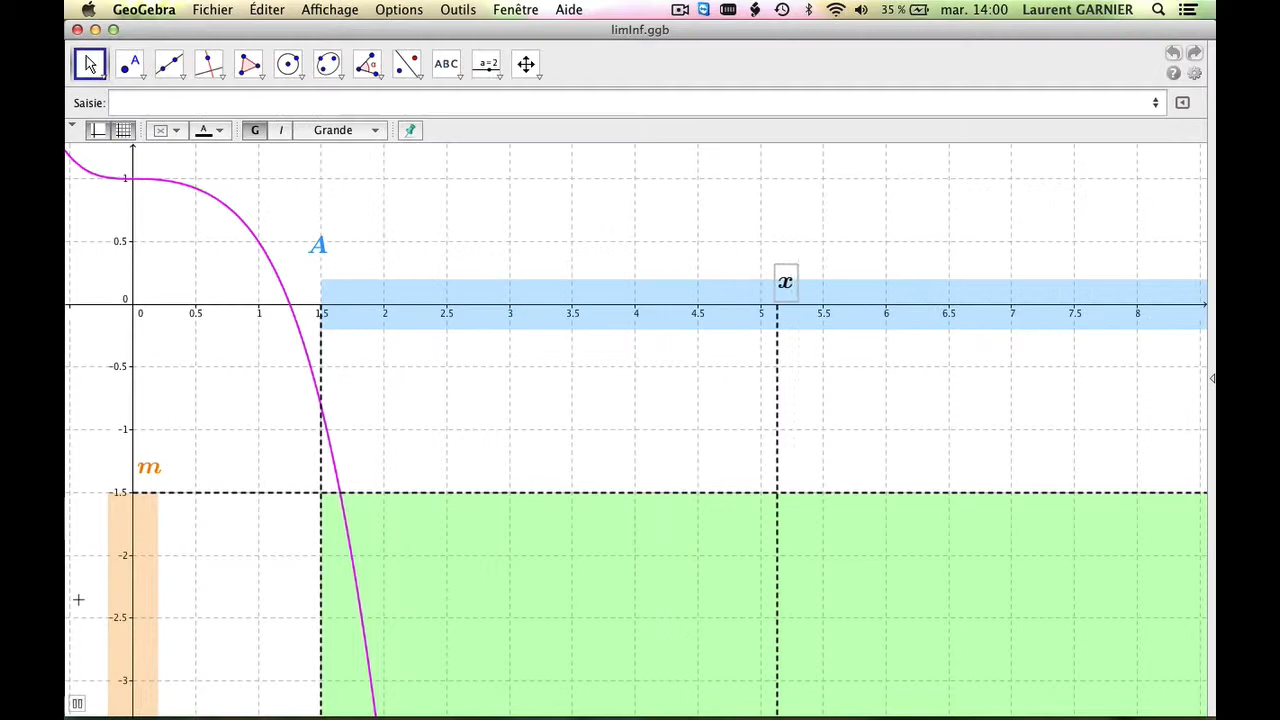 GeoGebra Fichier Éditer Affichage Options Outils Fenêtre Aide 35 % mar. 14:00 Laurent GARNIER
limInf.ggb
A ABC a=2
Saisie:
A G I Grande
1
0.5
A
x
0
0 0.5 1 1.5 2 2.5 3 3.5 4 4.5 5 5.5 6 6.5 7 7.5 8
-0.5
-1
m
-1.5
-2
-2.5
-3